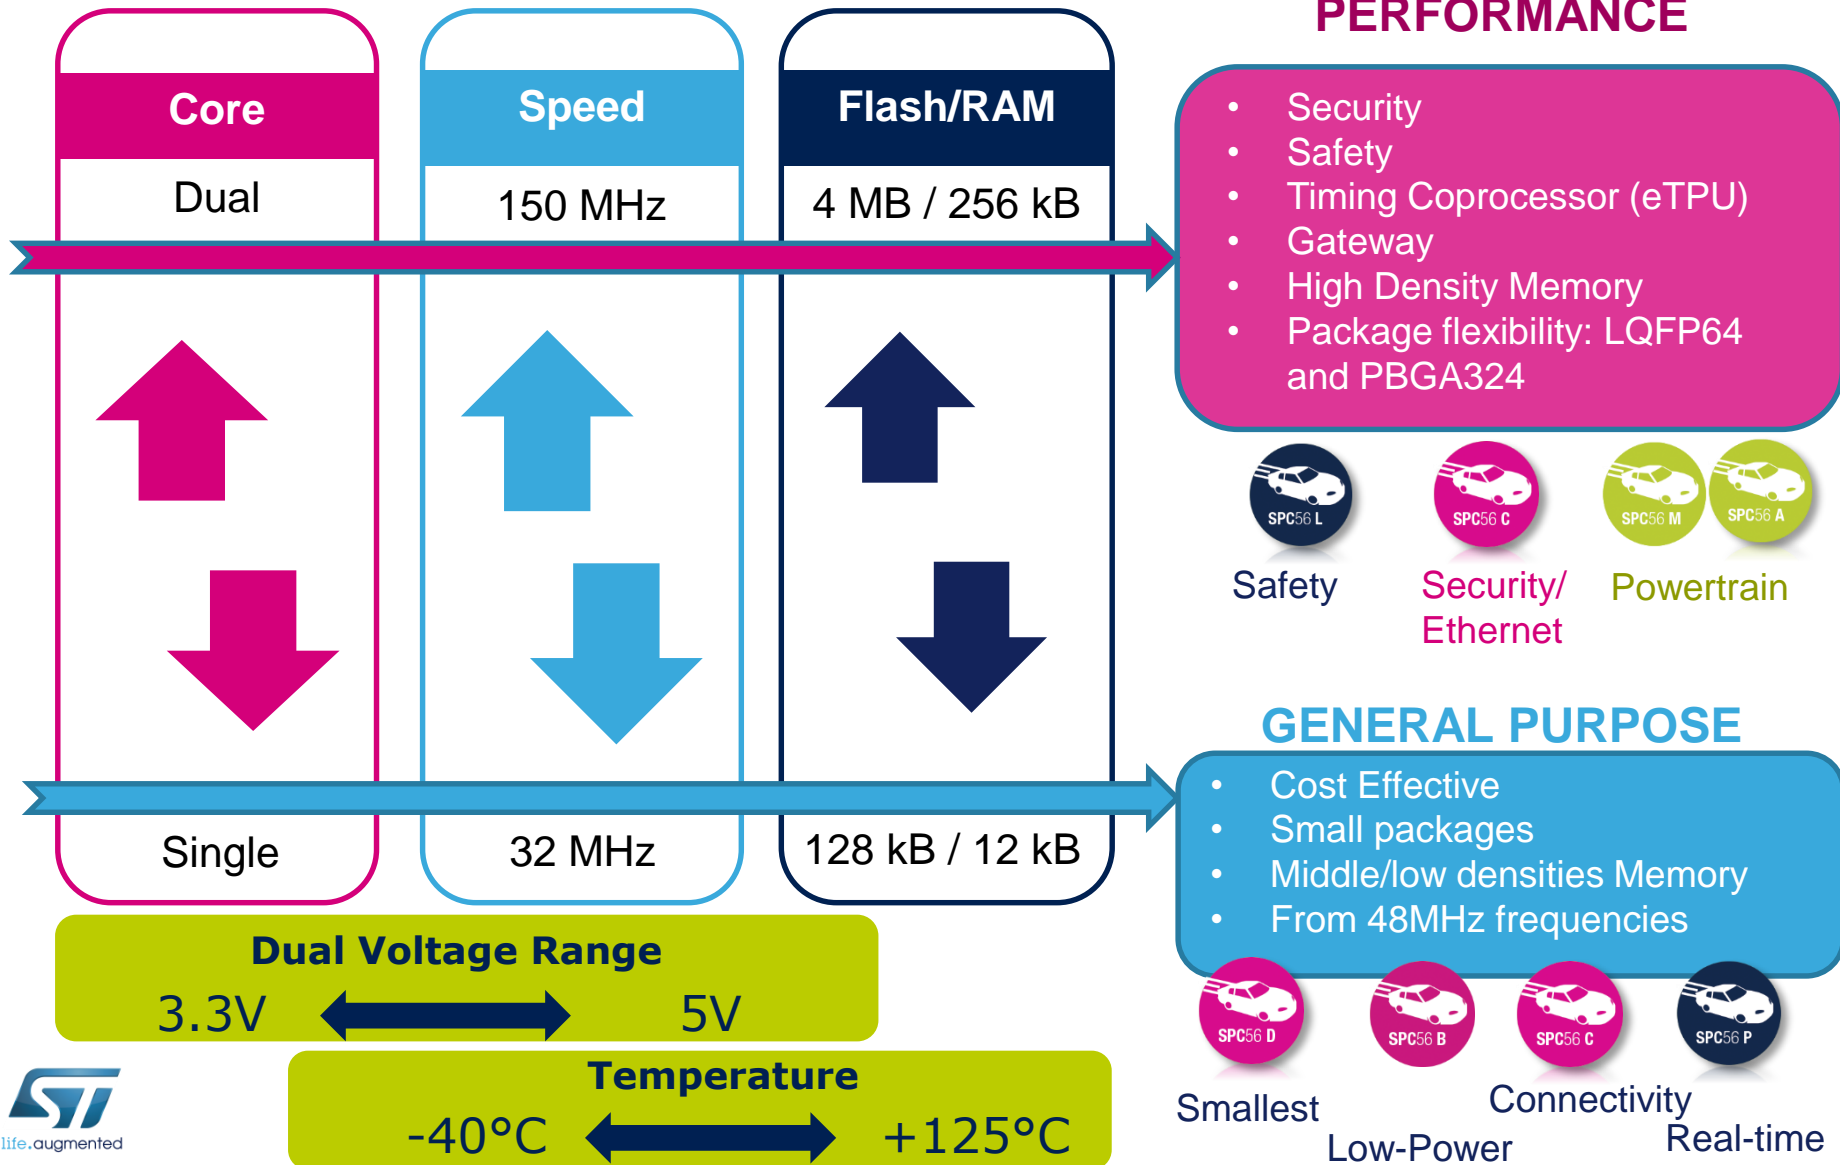 PERFORMANCE
Core
Speed
Flash/RAM
Dual
150 MHz
4 MB / 256 kB
• Security
• Safety
• Timing Coprocessor (eTPU)
• Gateway
• High Density Memory
• Package flexibility: LQFP64
and PBGA324
SPC56 L
SPC56 C
SPC56 M
SPC56 A
Safety
Security/
Ethernet
Powertrain
GENERAL PURPOSE
• Cost Effective
• Small packages
• Middle/low densities Memory
• From 48MHz frequencies
Single
32 MHz
128 kB / 12 kB
Dual Voltage Range
3.3V
5V
Temperature
-40°C
+125°C
SPC56 D
SPC56 B
SPC56 C
SPC56 P
Smallest
Low-Power
Connectivity
Real-time
ST
life.augmented